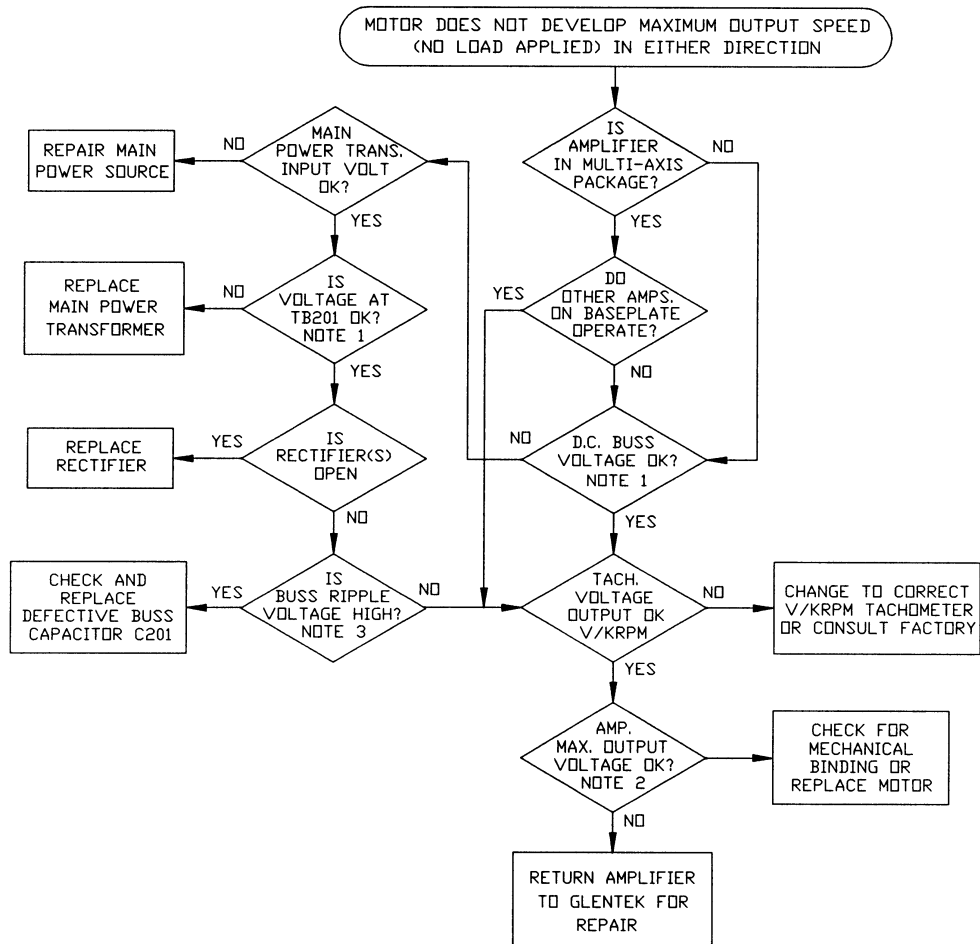 MOTOR DOES NOT DEVELOP MAXIMUM OUTPUT SPEED
(NO LOAD APPLIED) IN EITHER DIRECTION
IS
AMPLIFIER
IN MULTI-AXIS
PACKAGE?
NO
YES
DO
OTHER AMPS.
ON BASEPLATE
OPERATE?
YES
NO
D.C. BUSS
VOLTAGE OK?
NOTE 1
NO
YES
MAIN
POWER TRANS.
INPUT VOLT
OK?
NO
REPAIR MAIN
POWER SOURCE
YES
IS
VOLTAGE AT
TB201 OK?
NOTE 1
NO
REPLACE
MAIN POWER
TRANSFORMER
YES
IS
RECTIFIER(S)
OPEN
YES
REPLACE
RECTIFIER
NO
IS
BUSS RIPPLE
VOLTAGE HIGH?
NOTE 3
YES
CHECK AND
REPLACE
DEFECTIVE BUSS
CAPACITOR C201
NO
TACH.
VOLTAGE
OUTPUT OK
V/KRPM
NO
CHANGE TO CORRECT
V/KRPM TACHOMETER
OR CONSULT FACTORY
YES
AMP.
MAX. OUTPUT
VOLTAGE OK?
NOTE 2
CHECK FOR
MECHANICAL
BINDING OR
REPLACE MOTOR
NO
RETURN AMPLIFIER
TO GLENTEK FOR
REPAIR